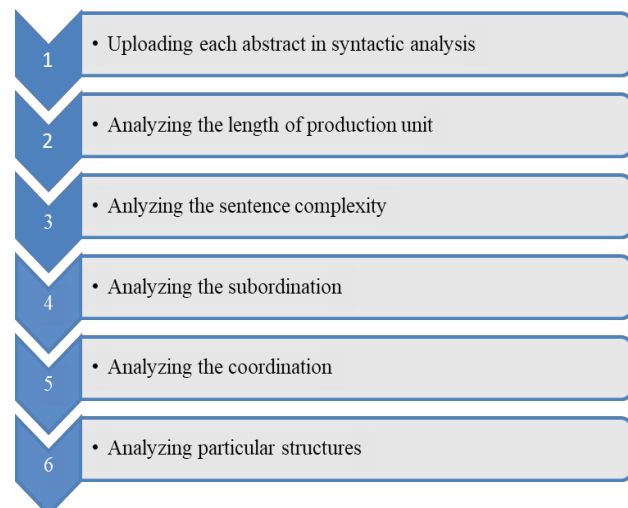 1
• Uploading each abstract in syntactic analysis
2
• Analyzing the length of production unit
3
• Anlyzing the sentence complexity
4
• Analyzing the subordination
5
• Analyzing the coordination
6
• Analyzing particular structures